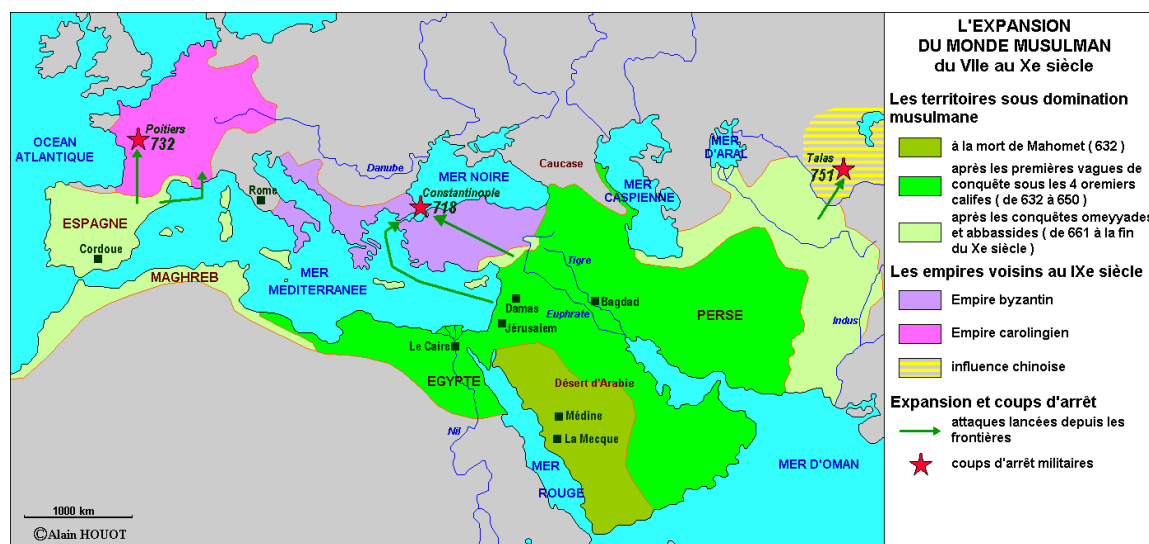 L'EXPANSION
DU MONDE MUSULMAN
du VIIe au Xe siècle
Les territoires sous domination
musulmane
à la mort de Mahomet ( 632 )
après les premières vagues de
conquête sous les 4 oremiers
califes ( de 632 à 650 )
après les conquêtes omeyyades
et abbassides ( de 661 à la fin
du Xe siècle )
Les empires voisins au IXe siècle
Empire byzantin
Empire carolingien
influence chinoise
Expansion et coups d'arrêt
attaques lancées depuis les
frontières
coups d'arrêt militaires
OCEAN
ATLANTIQUE
Poitiers
732
Danube
Caucase
MER
D'ARAL
Talas
751
MER NOIRE
MER
CASPIENNE
Rome
Constantinople
718
ESPAGNE
Cordoue
MAGHREB
MER
MEDITERRANEE
Tigre
Damas
Bagdad
Euphrate
PERSE
Indus
Jérusalem
Le Caire
EGYPTE
Désert d'Arabie
Médine
La Mecque
Nil
MER
ROUGE
MER D'OMAN
1000 km
©Alain HOUOT